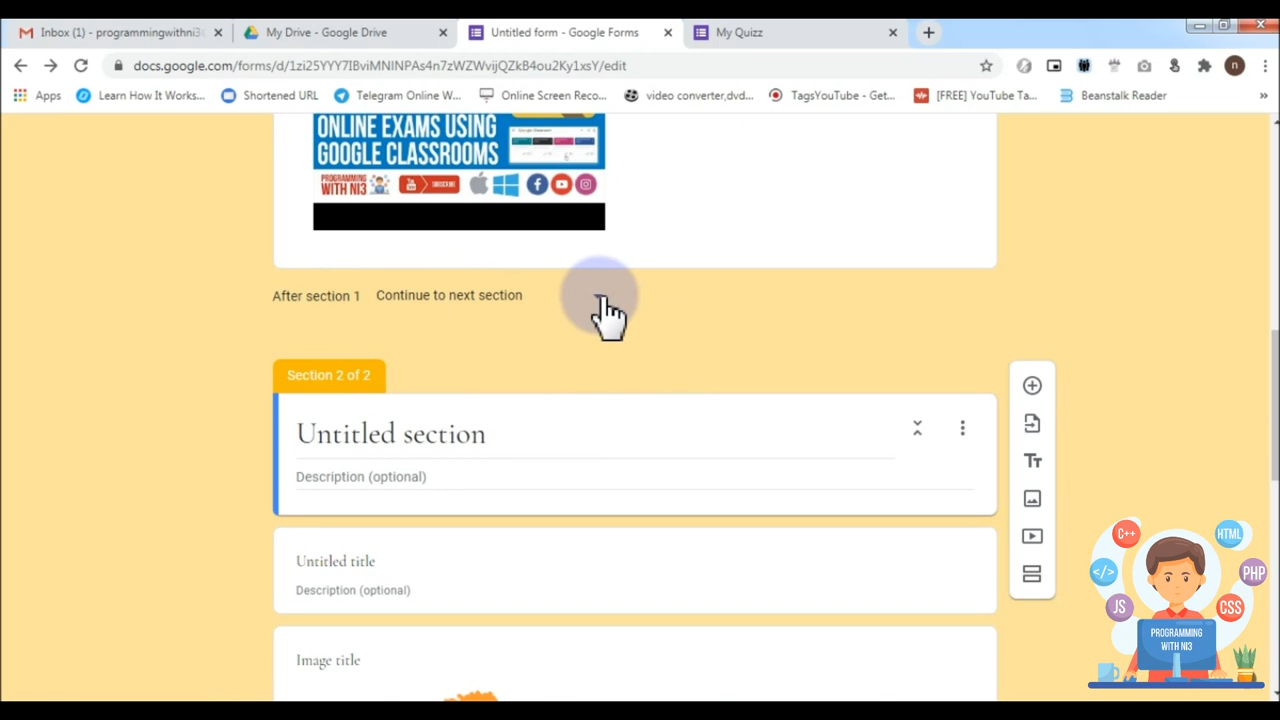 Inbox (1) - programmingwithni3
My Drive - Google Drive
Untitled form - Google Forms
My Quizz
docs.google.com/forms/d/1zi25YYY7IBviMNINPAs4n7zWZWvijQZkB4ou2Ky1xsY/edit
n
Apps
Learn How It Works...
Shortened URL
Telegram Online W...
Online Screen Reco...
video converter,dvd...
TagsYouTube - Get...
[FREE] YouTube Ta...
Beanstalk Reader
»
ONLINE EXAMS USING
GOOGLE CLASSROOMS
PROGRAMMING
WITH NI3
SUBSCRIBE
After section 1 Continue to next section
Section 2 of 2
Untitled section
Description (optional)
Untitled title
Description (optional)
Image title
C++
HTML
</>
PHP
JS
CSS
PROGRAMMING
WITH NI3